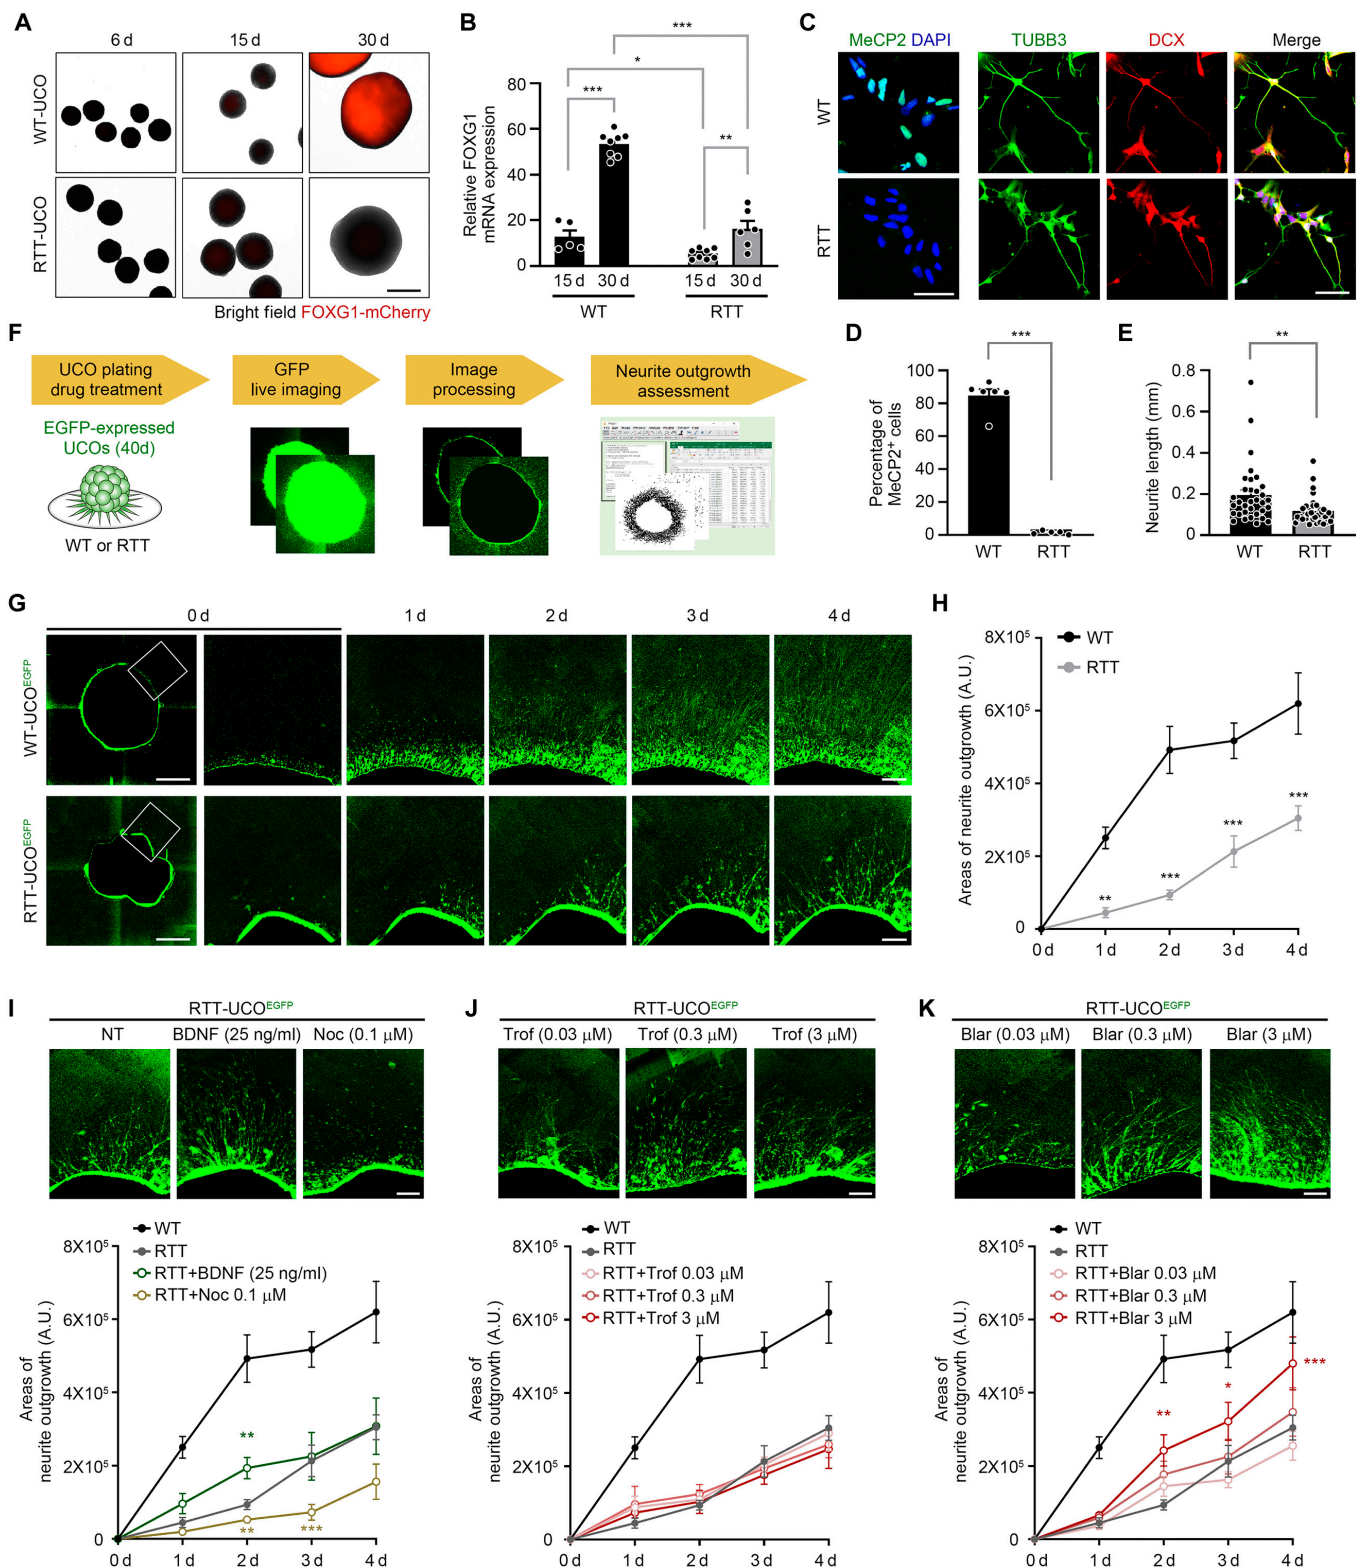 A
6 d
15 d
30 d
WT-UCO
RTT-UCO
Bright field FOXG1-mCherry
B
Relative FOXG1
mRNA expression
80
60
40
20
0
***
*
***
**
15 d
30 d
15 d
30 d
WT
RTT
C
MeCP2 DAPI
TUBB3
DCX
Merge
WT
RTT
D
Percentage of
MeCP2+ cells
100
80
60
40
20
0
***
WT
RTT
E
Neurite length (mm)
0.8
0.6
0.4
0.2
0
**
WT
RTT
F
UCO plating
drug treatment
GFP
live imaging
Image
processing
Neurite outgrowth
assessment
EGFP-expressed
UCOs (40d)
WT or RTT
G
0 d
1 d
2 d
3 d
4 d
WT-UCO^EGFP
RTT-UCO^EGFP
H
Areas of neurite outgrowth (A.U.)
8X10⁵
6X10⁵
4X10⁵
2X10⁵
0
WT
RTT
**
***
***
***
0 d
1 d
2 d
3 d
4 d
I
RTT-UCO^EGFP
NT
BDNF (25 ng/ml)
Noc (0.1 μM)
WT
RTT
RTT+BDNF (25 ng/ml)
RTT+Noc 0.1 μM
Areas of
neurite outgrowth (A.U.)
8X10⁵
6X10⁵
4X10⁵
2X10⁵
0
**
**
***
0 d
1 d
2 d
3 d
4 d
J
RTT-UCO^EGFP
Trof (0.03 μM)
Trof (0.3 μM)
Trof (3 μM)
WT
RTT
RTT+Trof 0.03 μM
RTT+Trof 0.3 μM
RTT+Trof 3 μM
Areas of
neurite outgrowth (A.U.)
8X10⁵
6X10⁵
4X10⁵
2X10⁵
0
0 d
1 d
2 d
3 d
4 d
K
RTT-UCO^EGFP
Blar (0.03 μM)
Blar (0.3 μM)
Blar (3 μM)
WT
RTT
RTT+Blar 0.03 μM
RTT+Blar 0.3 μM
RTT+Blar 3 μM
Areas of
neurite outgrowth (A.U.)
8X10⁵
6X10⁵
4X10⁵
2X10⁵
0
**
*
***
0 d
1 d
2 d
3 d
4 d